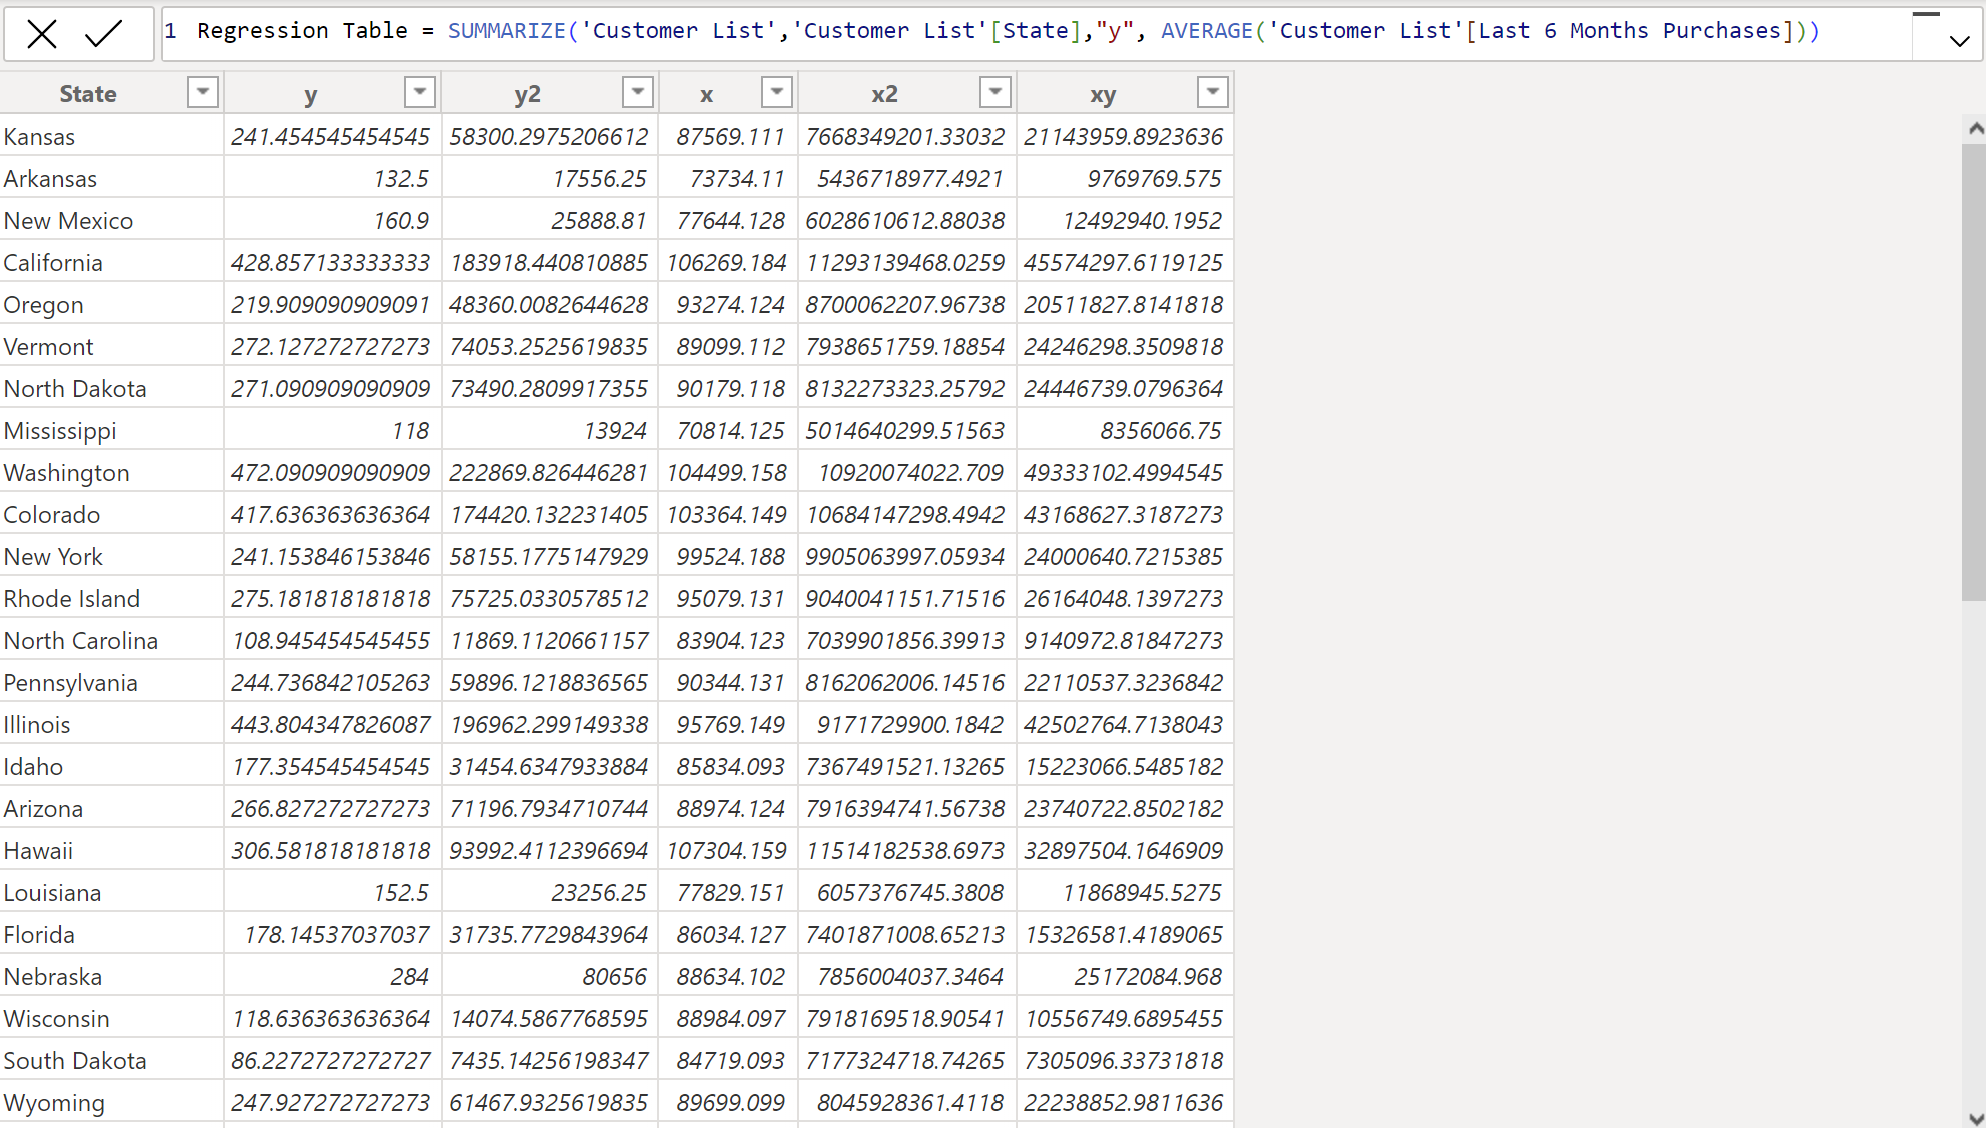 1 Regression Table = SUMMARIZE('Customer List','Customer List'[State],"y", AVERAGE('Customer List'[Last 6 Months Purchases]))
State y y2 x x2 xy
Kansas 241.454545454545 58300.2975206612 87569.111 7668349201.33032 21143959.8923636
Arkansas 132.5 17556.25 73734.11 5436718977.4921 9769769.575
New Mexico 160.9 25888.81 77644.128 6028610612.88038 12492940.1952
California 428.857133333333 183918.440810885 106269.184 11293139468.0259 45574297.6119125
Oregon 219.909090909091 48360.0082644628 93274.124 8700062207.96738 20511827.8141818
Vermont 272.127272727273 74053.2525619835 89099.112 7938651759.18854 24246298.3509818
North Dakota 271.090909090909 73490.2809917355 90179.118 8132273323.25792 24446739.0796364
Mississippi 118 13924 70814.125 5014640299.51563 8356066.75
Washington 472.090909090909 222869.826446281 104499.158 10920074022.709 49333102.4994545
Colorado 417.636363636364 174420.132231405 103364.149 10684147298.4942 43168627.3187273
New York 241.153846153846 58155.1775147929 99524.188 9905063997.05934 24000640.7215385
Rhode Island 275.181818181818 75725.0330578512 95079.131 9040041151.71516 26164048.1397273
North Carolina 108.945454545455 11869.1120661157 83904.123 7039901856.39913 9140972.81847273
Pennsylvania 244.736842105263 59896.1218836565 90344.131 8162062006.14516 22110537.3236842
Illinois 443.804347826087 196962.299149338 95769.149 9171729900.1842 42502764.7138043
Idaho 177.354545454545 31454.6347933884 85834.093 7367491521.13265 15223066.5485182
Arizona 266.827272727273 71196.7934710744 88974.124 7916394741.56738 23740722.8502182
Hawaii 306.581818181818 93992.4112396694 107304.159 11514182538.6973 32897504.1646909
Louisiana 152.5 23256.25 77829.151 6057376745.3808 11868945.5275
Florida 178.14537037037 31735.7729843964 86034.127 7401871008.65213 15326581.4189065
Nebraska 284 80656 88634.102 7856004037.3464 25172084.968
Wisconsin 118.636363636364 14074.5867768595 88984.097 7918169518.90541 10556749.6895455
South Dakota 86.2272727272727 7435.14256198347 84719.093 7177324718.74265 7305096.33731818
Wyoming 247.927272727273 61467.9325619835 89699.099 8045928361.4118 22238852.9811636